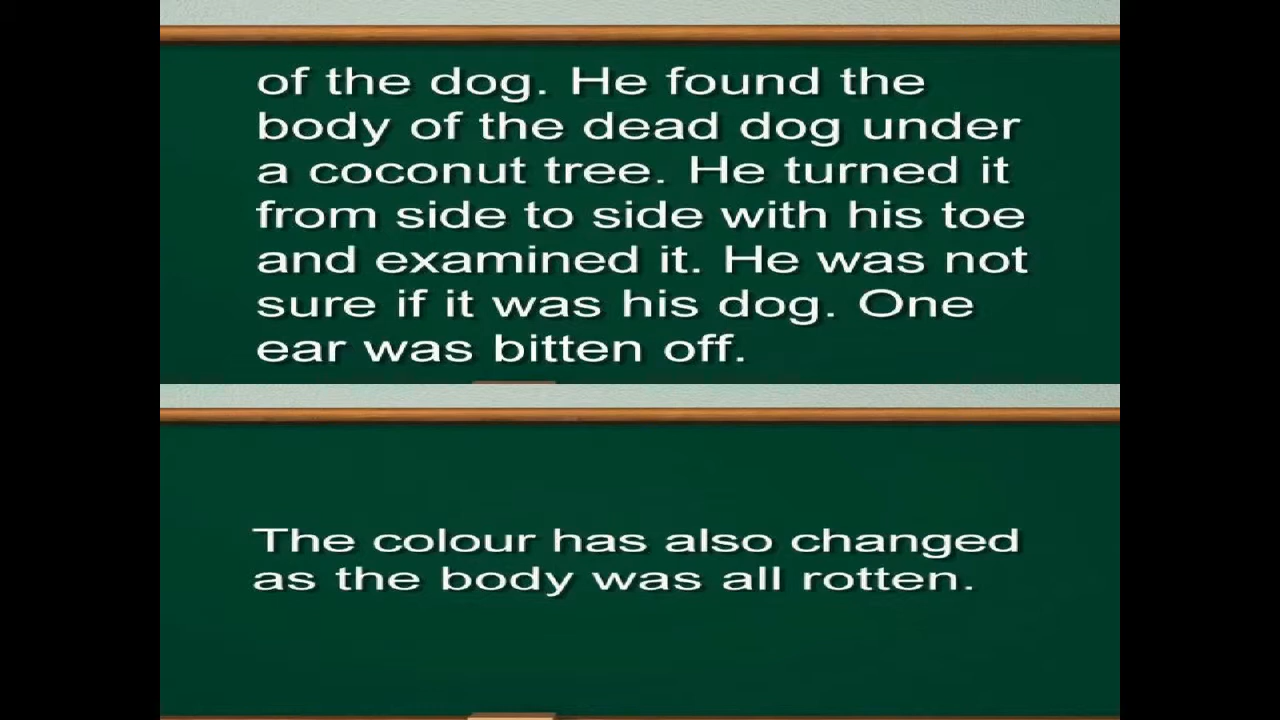 of the dog. He found the
body of the dead dog under
a coconut tree. He turned it
from side to side with his toe
and examined it. He was not
sure if it was his dog. One
ear was bitten off.
The colour has also changed
as the body was all rotten.